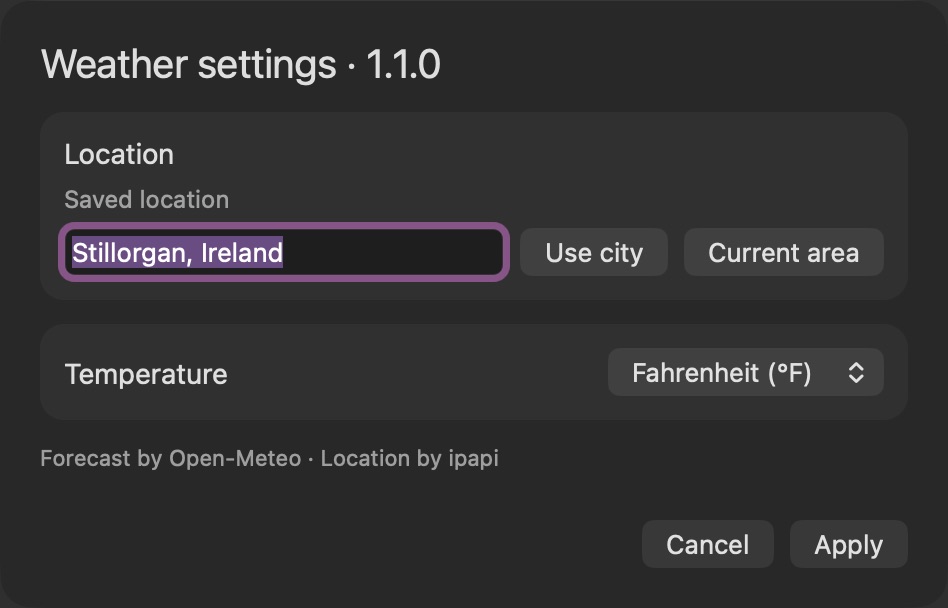 Weather settings · 1.1.0
Location
Saved location
Stillorgan, Ireland
Use city
Current area
Temperature
Fahrenheit (°F)
Forecast by Open-Meteo · Location by ipapi
Cancel
Apply